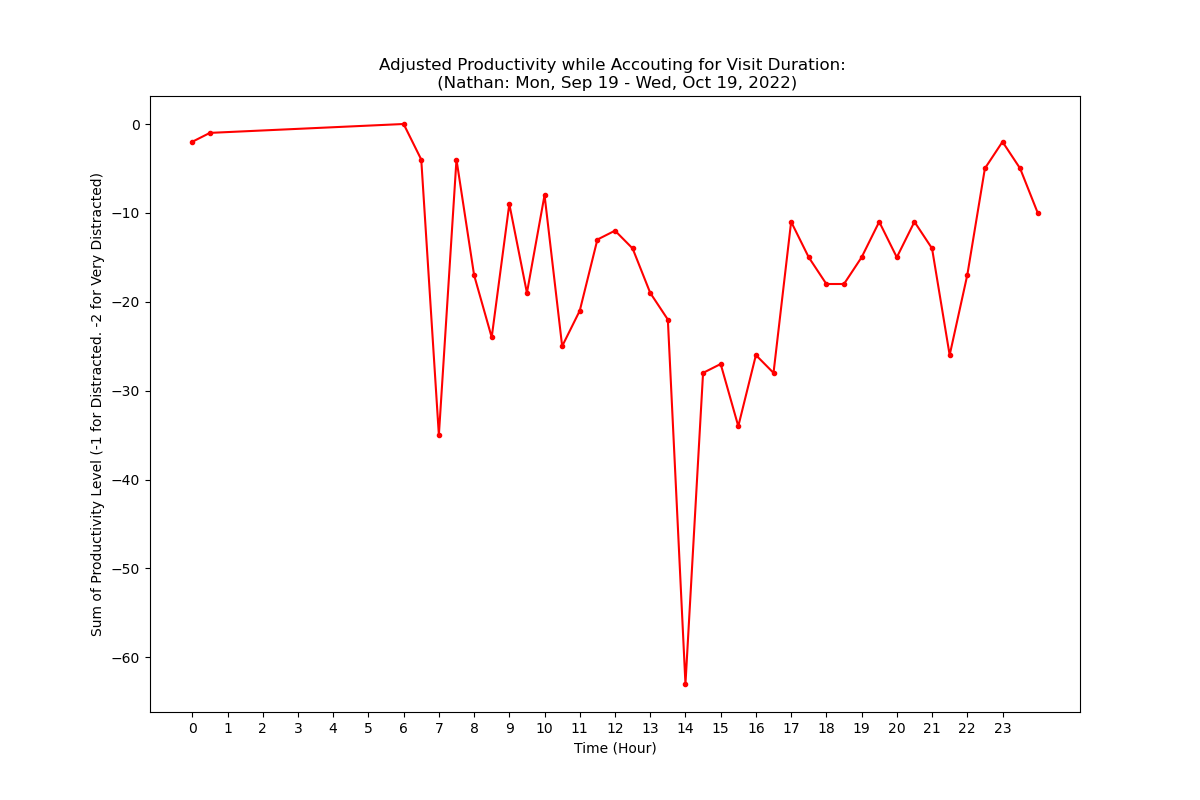 Adjusted Productivity while Accouting for Visit Duration:
(Nathan: Mon, Sep 19 - Wed, Oct 19, 2022)
Sum of Productivity Level (-1 for Distracted. -2 for Very Distracted)
0
−10
−20
−30
−40
−50
−60
0 1 2 3 4 5 6 7 8 9 10 11 12 13 14 15 16 17 18 19 20 21 22 23
Time (Hour)